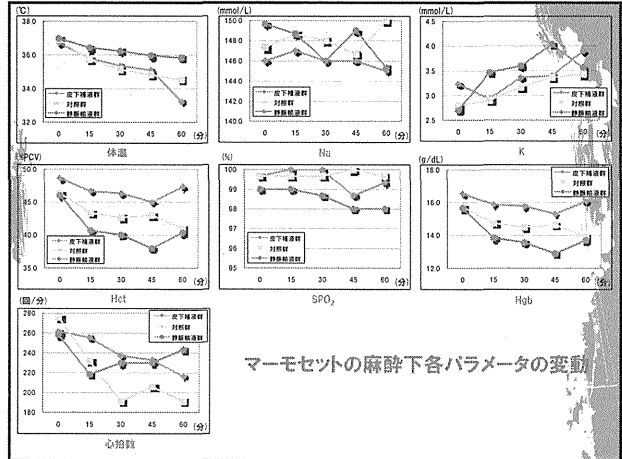 (℃)
38.0
36.0
34.0
32.0
皮下補液群
対照群
静脈輸液群
0 15 30 45 60 (分)
体温
(mmol/L)
150.0
148.0
146.0
144.0
142.0
140.0
皮下補液群
対照群
静脈輸液群
0 15 30 45 60 (分)
Na
(mmol/L)
4.5
4.0
3.5
3.0
2.5
皮下補液群
対照群
静脈輸液群
0 15 30 45 60 (分)
K
(%PCV)
50.0
45.0
40.0
35.0
皮下補液群
対照群
静脈輸液群
0 15 30 45 60 (分)
Hct
(%)
100
99
98
97
96
95
皮下補液群
対照群
静脈輸液群
0 15 30 45 60 (分)
SPO₂
(g/dL)
18.0
16.0
14.0
12.0
皮下補液群
対照群
静脈輸液群
0 15 30 45 60 (分)
Hgb
(回/分)
280
260
240
220
200
180
皮下補液群
対照群
静脈輸液群
0 15 30 45 60 (分)
心拍数
マーモセットの麻酔下各パラメータの変動